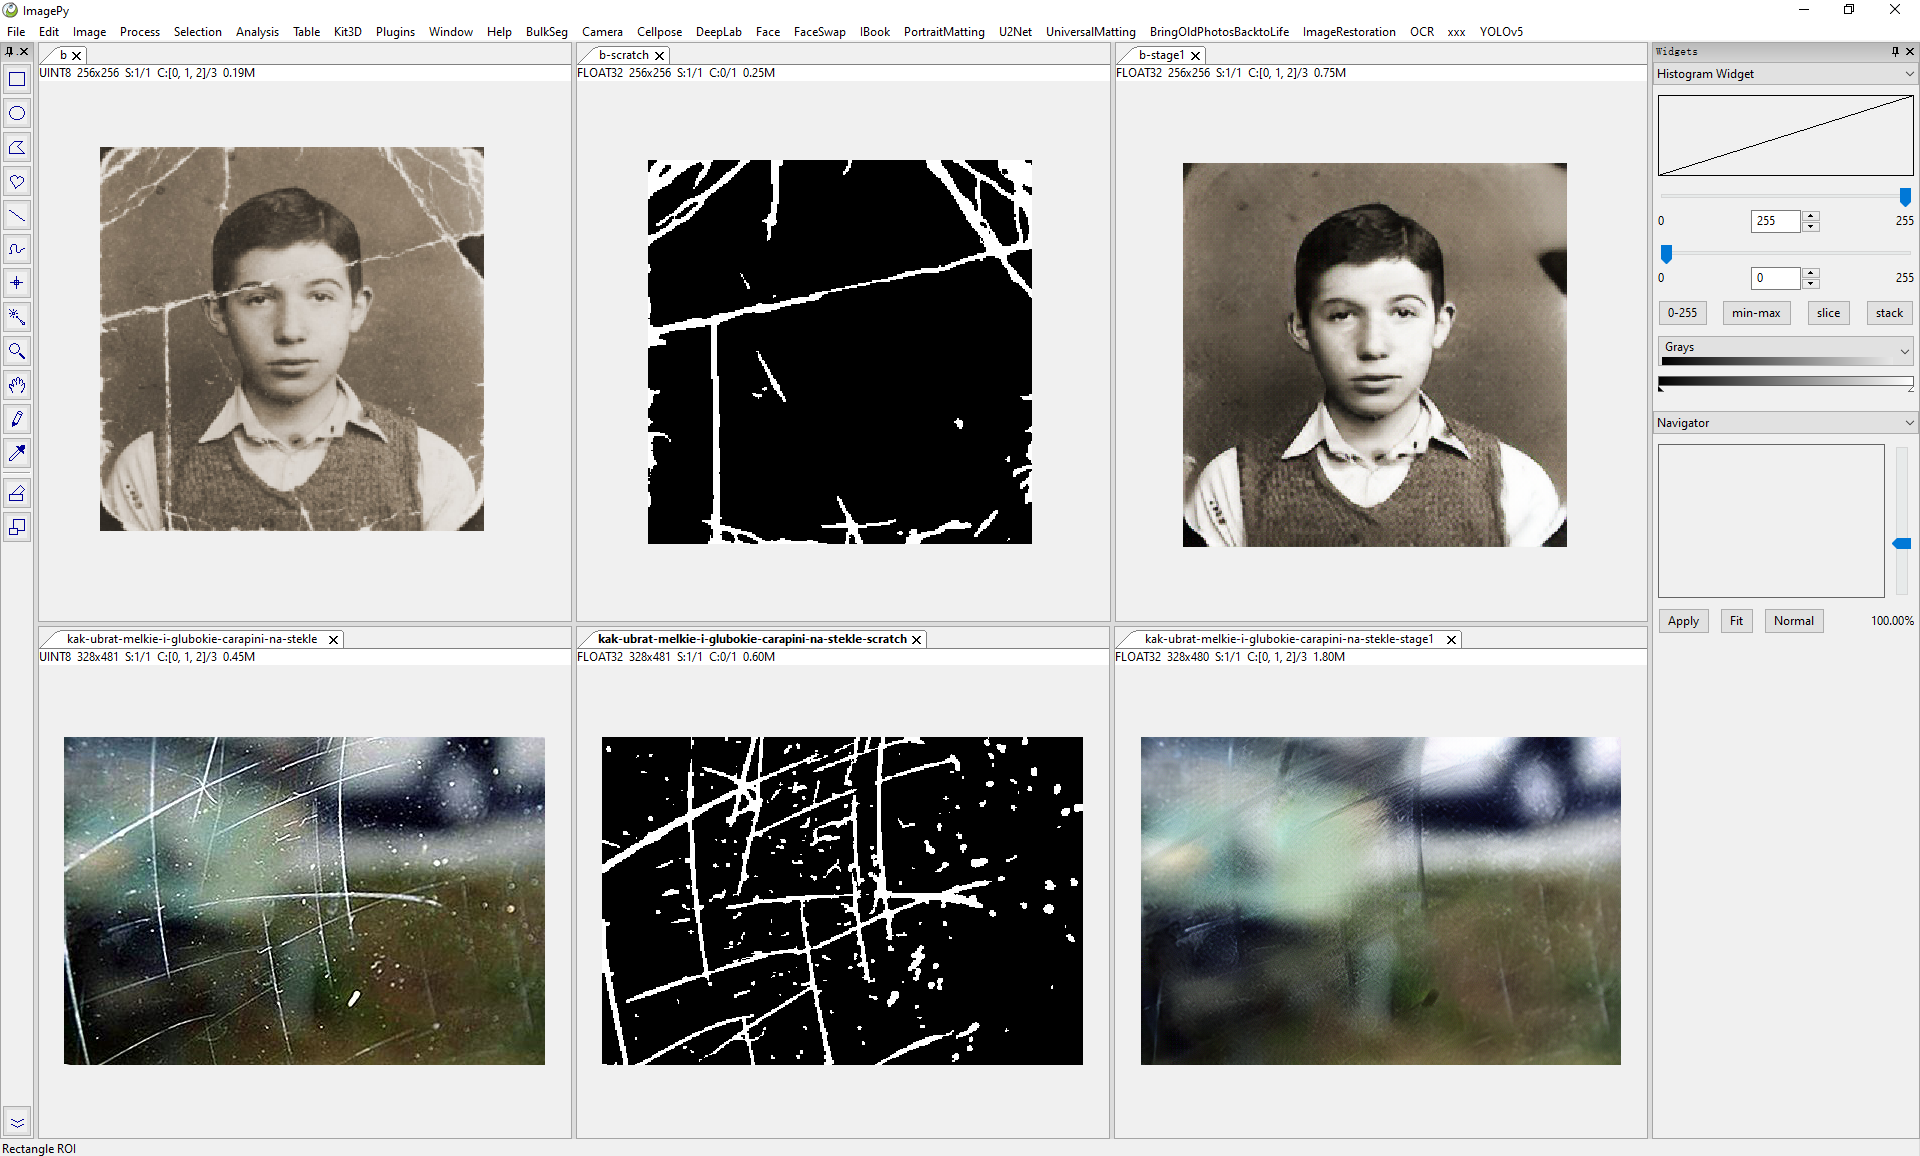 ImagePy
File Edit Image Process Selection Analysis Table Kit3D Plugins Window Help BulkSeg Camera Cellpose DeepLab Face FaceSwap IBook PortraitMatting U2Net UniversalMatting BringOldPhotosBacktoLife ImageRestoration OCR xxx YOLOv5
b
UINT8 256x256 S:1/1 C:[0, 1, 2]/3 0.19M
b-scratch
FLOAT32 256x256 S:1/1 C:0/1 0.25M
b-stage1
FLOAT32 256x256 S:1/1 C:[0, 1, 2]/3 0.75M
kak-ubrat-melkie-i-glubokie-carapini-na-stekle
UINT8 328x481 S:1/1 C:[0, 1, 2]/3 0.45M
kak-ubrat-melkie-i-glubokie-carapini-na-stekle-scratch
FLOAT32 328x481 S:1/1 C:0/1 0.60M
kak-ubrat-melkie-i-glubokie-carapini-na-stekle-stage1
FLOAT32 328x480 S:1/1 C:[0, 1, 2]/3 1.80M
Widgets
Histogram Widget
0 255 255
0 0 255
0-255 min-max slice stack
Grays
Navigator
Apply Fit Normal 100.00%
Rectangle ROI